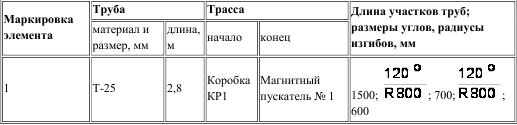 Маркировка элемента
Труба
Трасса
Длина участков труб; размеры углов, радиусы изгибов, мм
материал и размер, мм
длина, м
начало
конец
1
Т-25
2,8
Коробка КР1
Магнитный пускатель № 1
1500; 120° R800 ; 700; 120° R800 ; 600